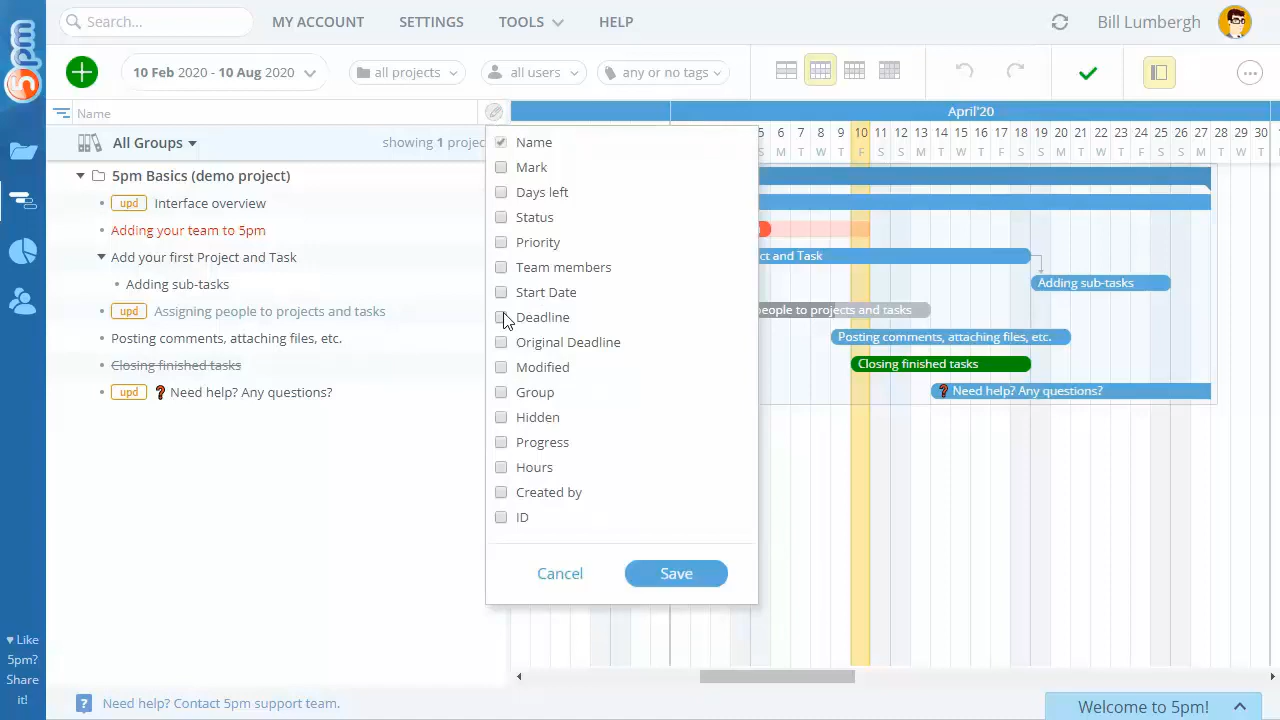 5pm
Search...
MY ACCOUNT
SETTINGS
TOOLS
HELP
Bill Lumbergh
10 Feb 2020 - 10 Aug 2020
all projects
all users
any or no tags
Name
April'20
5 6 7 8 9 10 11 12 13 14 15 16 17 18 19 20 21 22 23 24 25 26 27 28 29 30
S M T W T F S S M T W T F S S M T W T F S S M T W T
All Groups
showing 1 projec
5pm Basics (demo project)
upd Interface overview
Adding your team to 5pm
Add your first Project and Task
Adding sub-tasks
upd Assigning people to projects and tasks
Posting comments, attaching files, etc.
Closing finished tasks
upd ? Need help? Any questions?
Name
Mark
Days left
Status
Priority
Team members
Start Date
Deadline
Original Deadline
Modified
Group
Hidden
Progress
Hours
Created by
ID
Cancel
Save
ct and Task
Adding sub-tasks
people to projects and tasks
Posting comments, attaching files, etc.
Closing finished tasks
? Need help? Any questions?
♥ Like
5pm?
Share
it!
? Need help? Contact 5pm support team.
Welcome to 5pm!